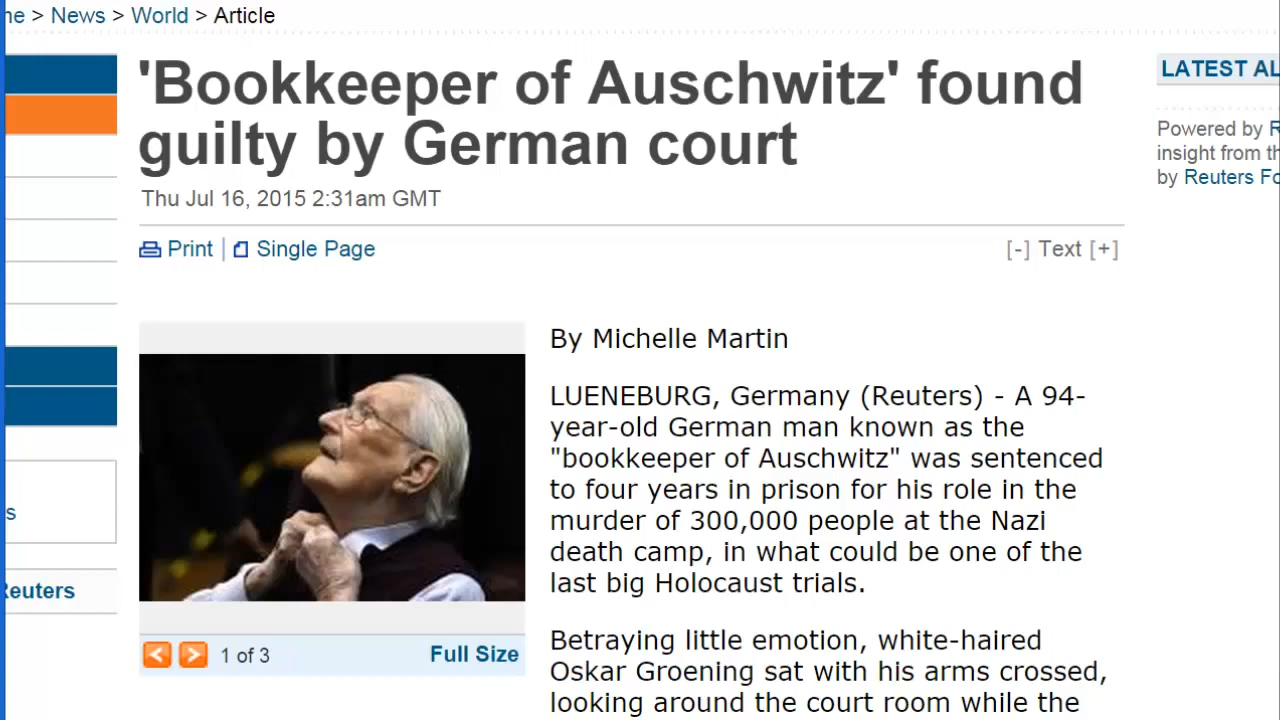 > News > World > Article
'Bookkeeper of Auschwitz' found
guilty by German court
Thu Jul 16, 2015 2:31am GMT
Print | Single Page
[-] Text [+]
By Michelle Martin
LUENEBURG, Germany (Reuters) - A 94-
year-old German man known as the
"bookkeeper of Auschwitz" was sentenced
to four years in prison for his role in the
murder of 300,000 people at the Nazi
death camp, in what could be one of the
last big Holocaust trials.
Betraying little emotion, white-haired
Oskar Groening sat with his arms crossed,
looking around the court room while the
1 of 3
Full Size
LATEST
Powered by
insight from
by Reuters
Reuters